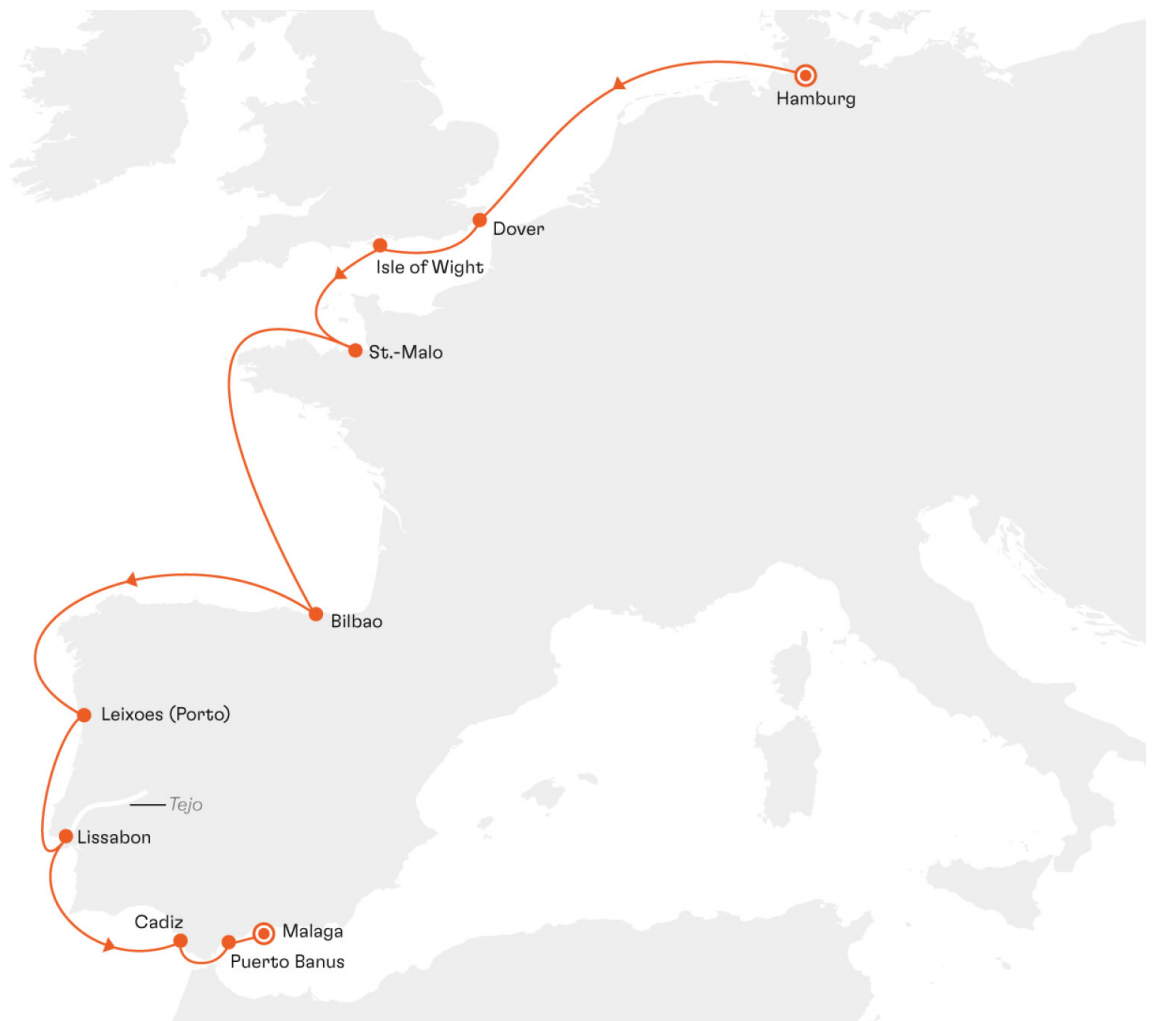 Hamburg
Dover
Isle of Wight
St.-Malo
Bilbao
Leixoes (Porto)
Tejo
Lissabon
Cadiz
Malaga
Puerto Banus